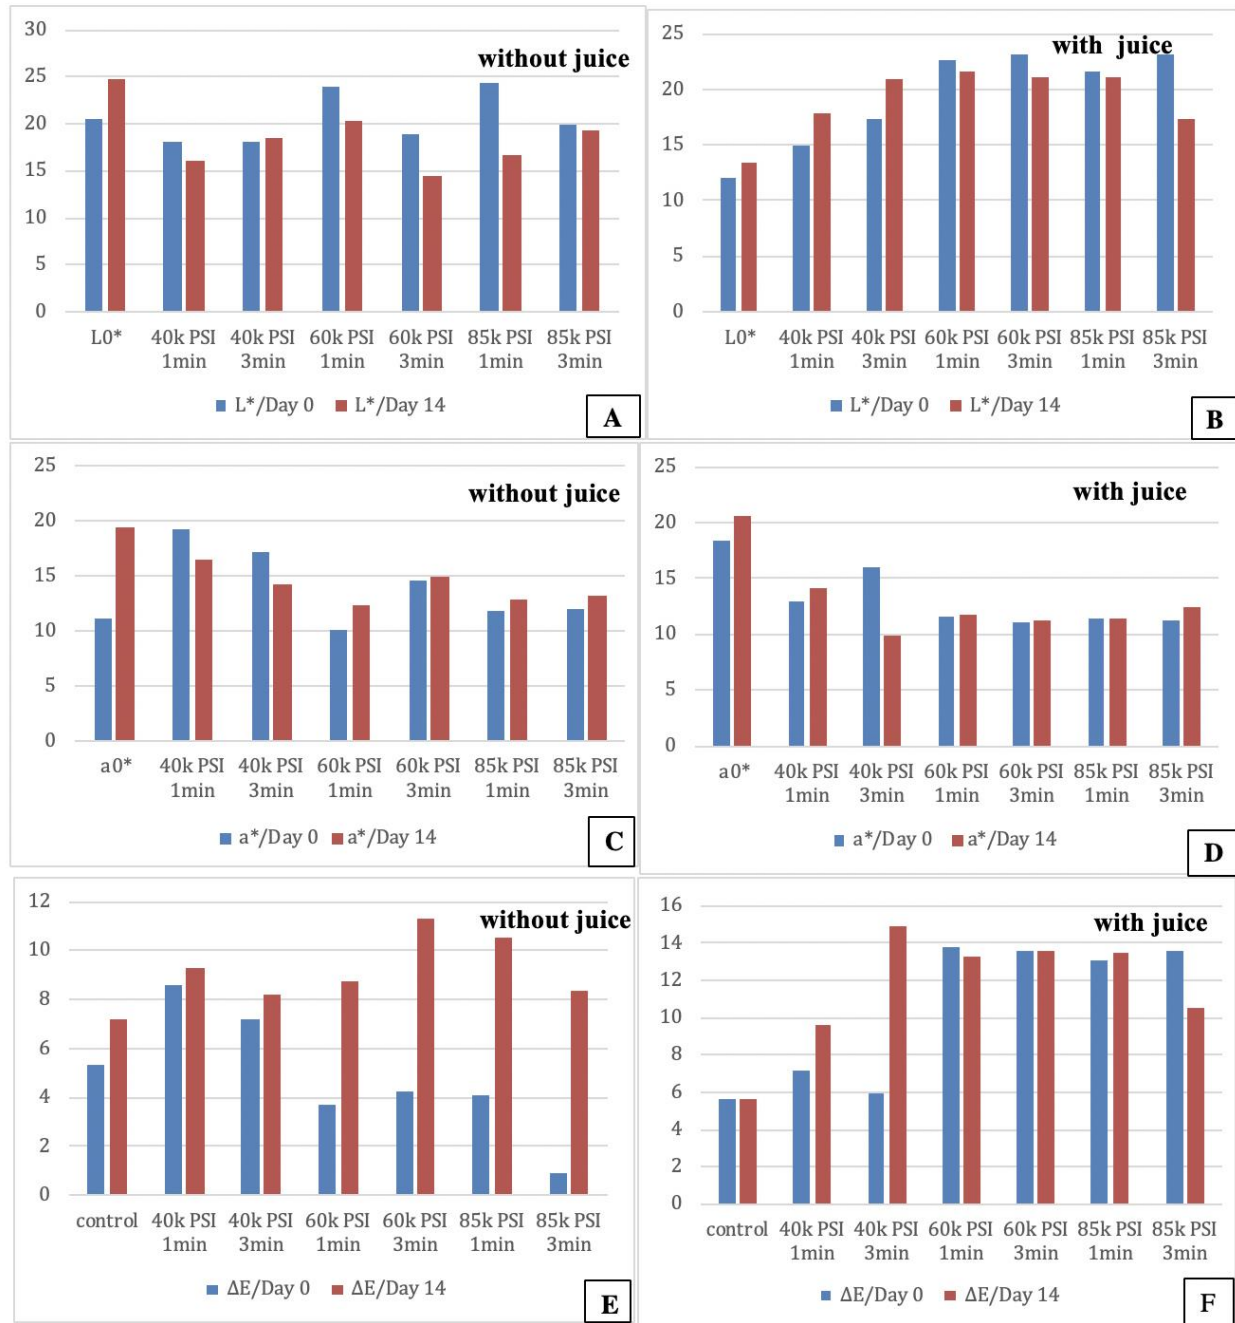 30
25
20
15
10
5
0
without juice
L0* 40k PSI 40k PSI 60k PSI 60k PSI 85k PSI 85k PSI
1min 3min 1min 3min 1min 3min
L*/Day 0 L*/Day 14
A
25
20
15
10
5
0
with juice
L0* 40k PSI 40k PSI 60k PSI 60k PSI 85k PSI 85k PSI
1min 3min 1min 3min 1min 3min
L*/Day 0 L*/Day 14
B
25
20
15
10
5
0
without juice
a0* 40k PSI 40k PSI 60k PSI 60k PSI 85k PSI 85k PSI
1min 3min 1min 3min 1min 3min
a*/Day 0 a*/Day 14
C
25
20
15
10
5
0
with juice
a0* 40k PSI 40k PSI 60k PSI 60k PSI 85k PSI 85k PSI
1min 3min 1min 3min 1min 3min
a*/Day 0 a*/Day 14
D
12
10
8
6
4
2
0
without juice
control 40k PSI 40k PSI 60k PSI 60k PSI 85k PSI 85k PSI
1min 3min 1min 3min 1min 3min
ΔE/Day 0 ΔE/Day 14
E
16
14
12
10
8
6
4
2
0
with juice
control 40k PSI 40k PSI 60k PSI 60k PSI 85k PSI 85k PSI
1min 3min 1min 3min 1min 3min
ΔE/Day 0 ΔE/Day 14
F